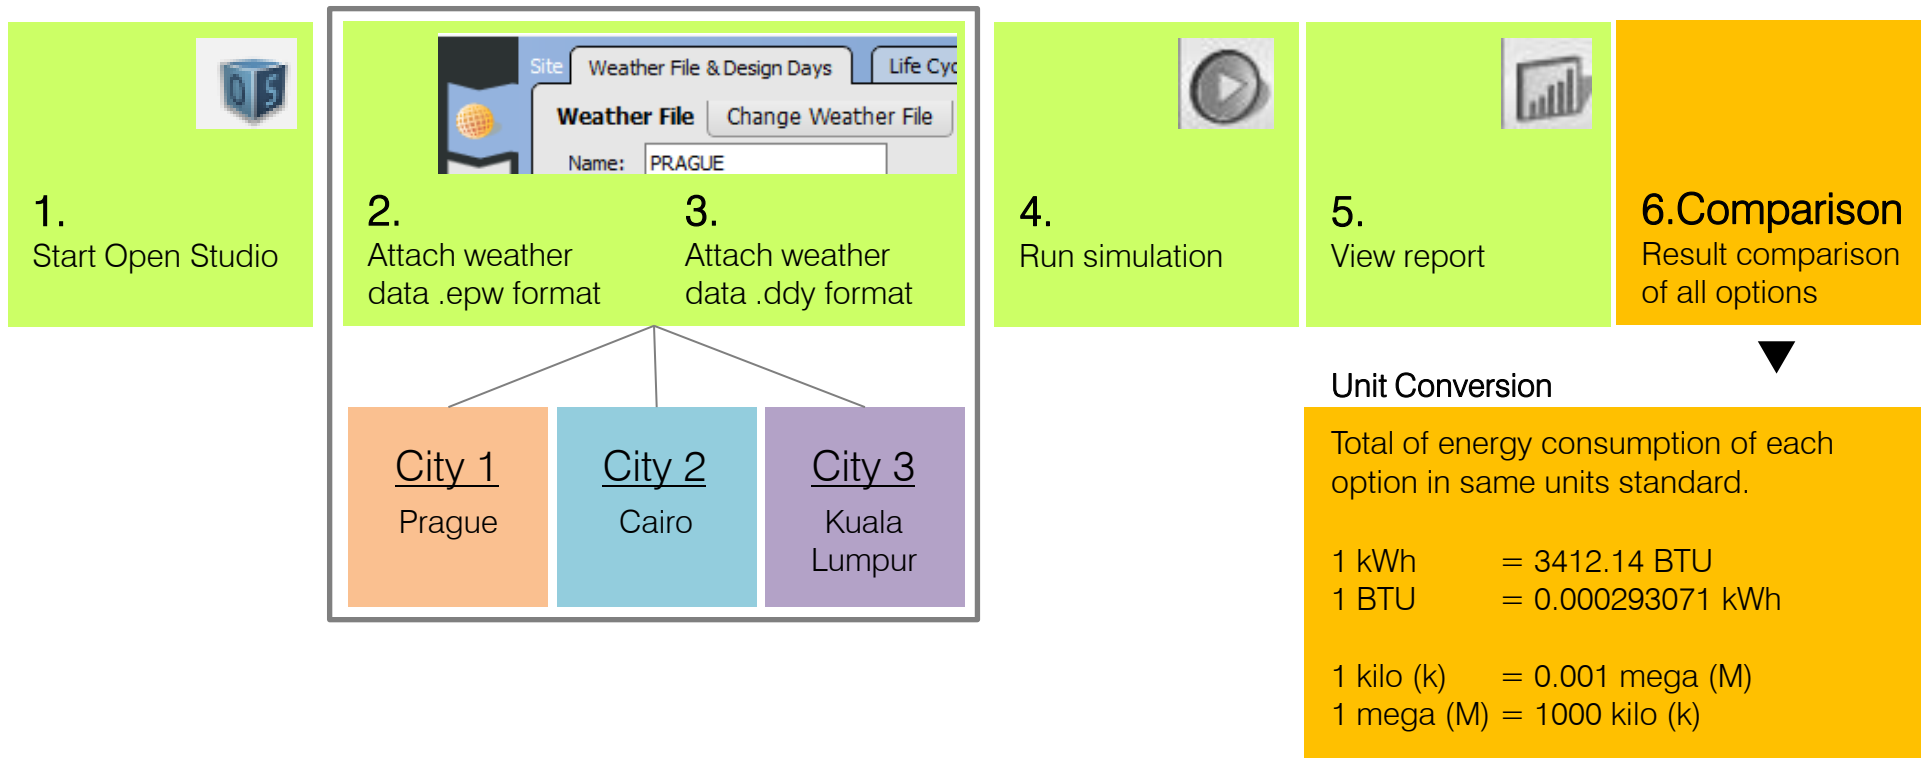 OS
1.
Start Open Studio
Site
Weather File & Design Days
Life Cyc
Weather File
Change Weather File
Name:
PRAGUE
2.
Attach weather
data .epw format
3.
Attach weather
data .ddy format
4.
Run simulation
5.
View report
6.Comparison
Result comparison
of all options
City 1
Prague
City 2
Cairo
City 3
Kuala
Lumpur
Unit Conversion
Total of energy consumption of each
option in same units standard.
1 kWh = 3412.14 BTU
1 BTU = 0.000293071 kWh
1 kilo (k) = 0.001 mega (M)
1 mega (M) = 1000 kilo (k)